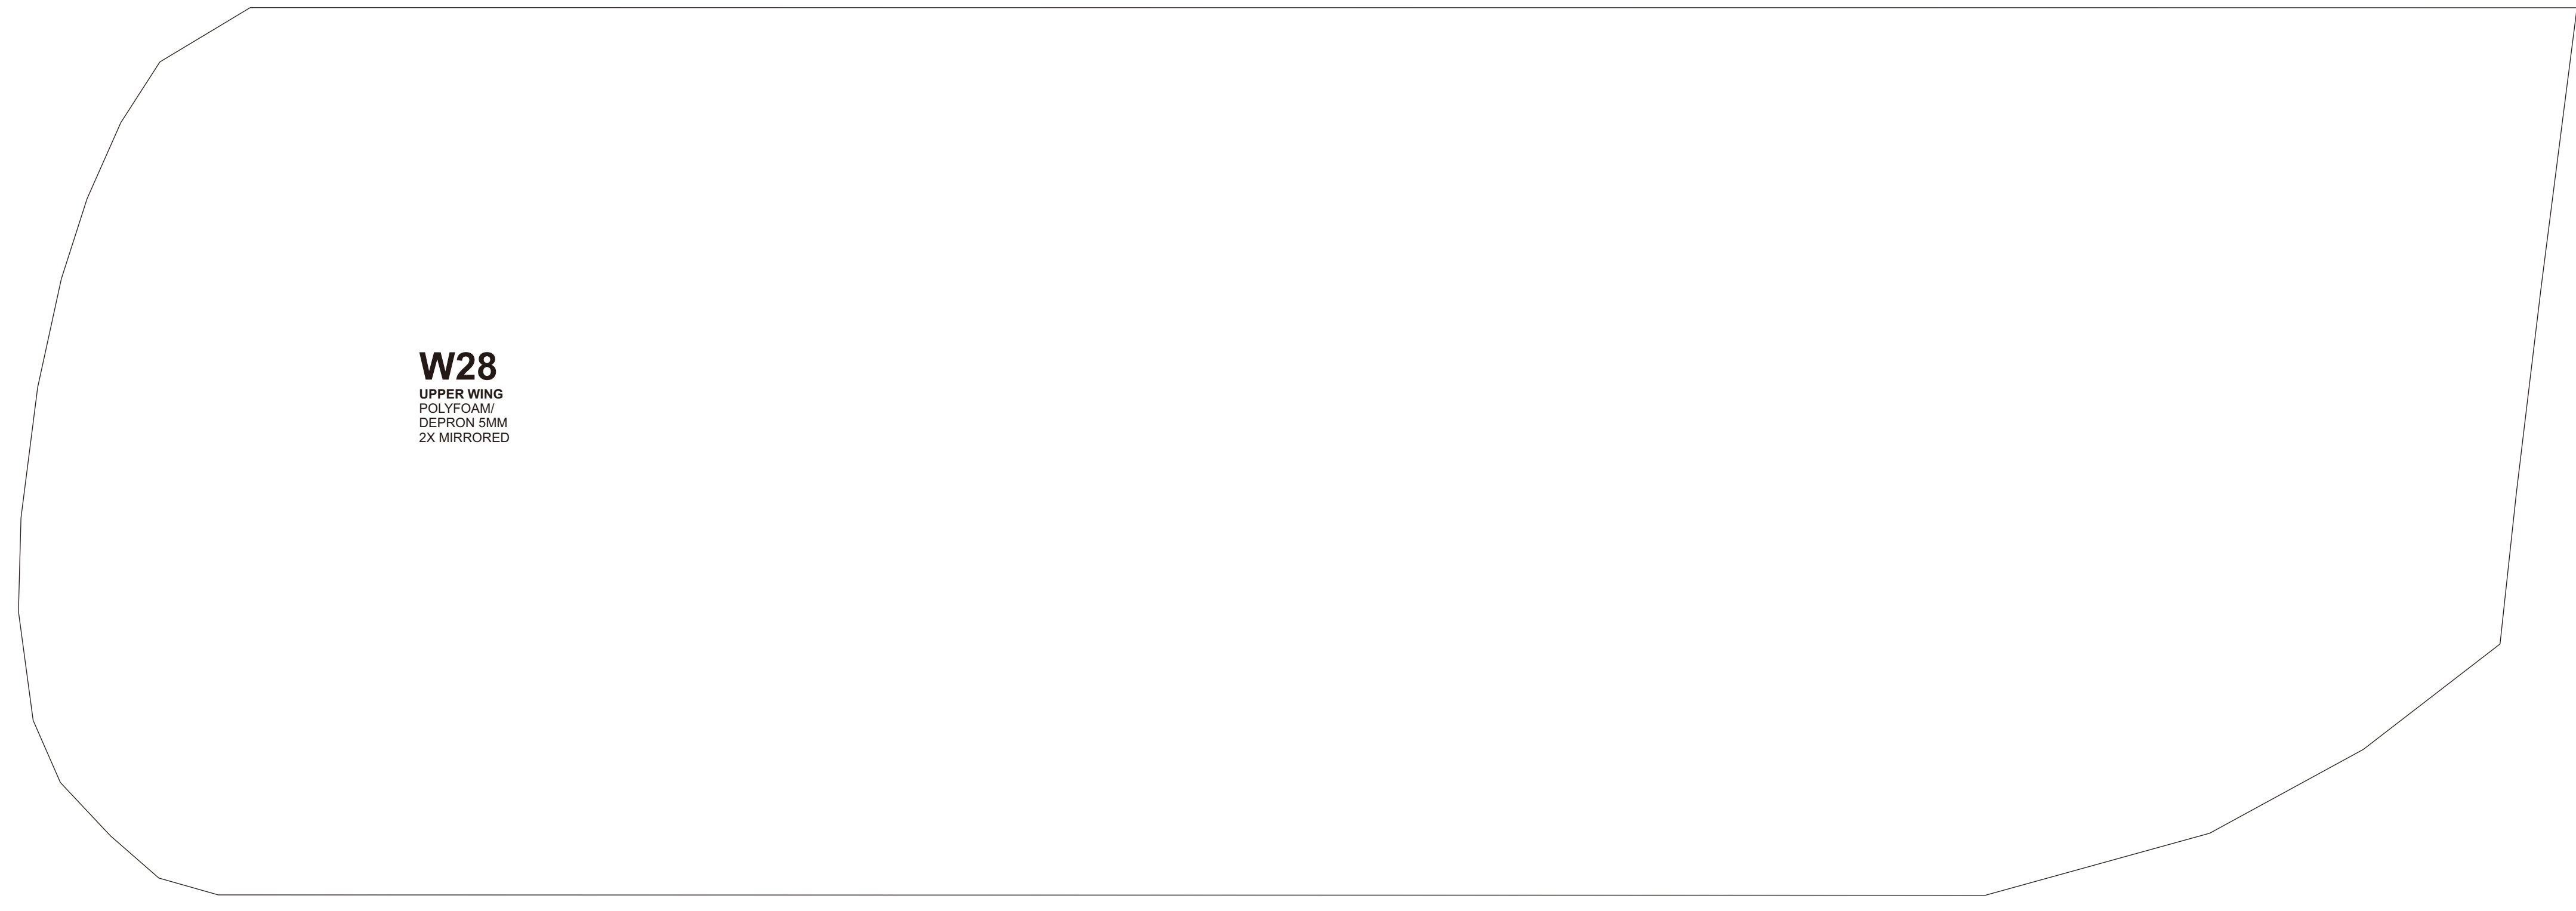 W28
UPPER WING
POLYFOAM/
DEPRON 5MM
2X MIRRORED